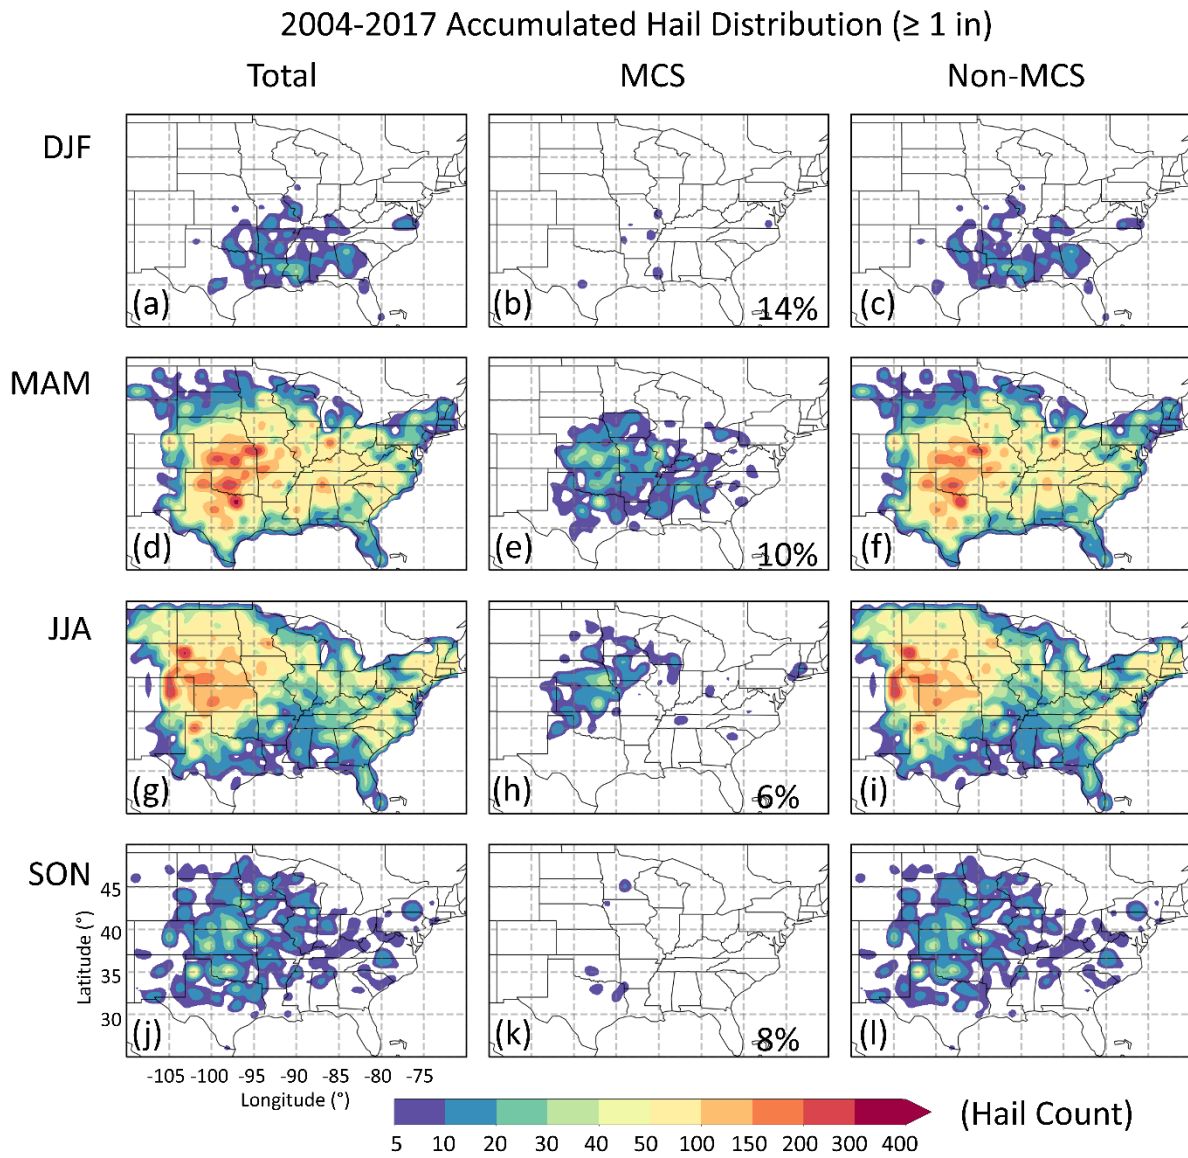 2004-2017 Accumulated Hail Distribution (≥ 1 in)
Total MCS Non-MCS
DJF
(a) (b) 14% (c)
MAM
(d) (e) 10% (f)
JJA
(g) (h) 6% (i)
SON
45
40
35
30
Latitude (°)
(j) (k) 8% (l)
-105 -100 -95 -90 -85 -80 -75
Longitude (°)
(Hail Count)
5 10 20 30 40 50 100 150 200 300 400